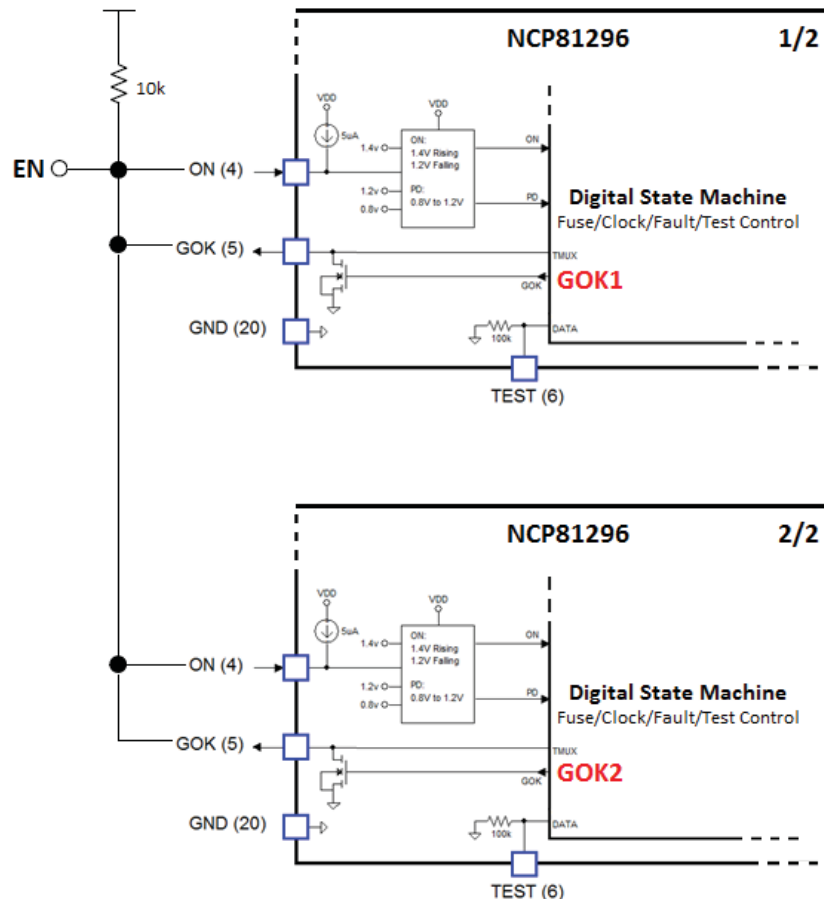 NCP81296 1/2
10k
VDD
VDD
5uA
1.4v
ON:
1.4V Rising
1.2V Falling
ON
EN
ON (4)
1.2v
0.8v
PD:
0.8V to 1.2V
PD
Digital State Machine
Fuse/Clock/Fault/Test Control
GOK (5)
TMUX
GOK
GOK1
GND (20)
100k
DATA
TEST (6)
NCP81296 2/2
VDD
VDD
5uA
1.4v
ON:
1.4V Rising
1.2V Falling
ON
ON (4)
1.2v
0.8v
PD:
0.8V to 1.2V
PD
Digital State Machine
Fuse/Clock/Fault/Test Control
GOK (5)
TMUX
GOK
GOK2
GND (20)
100k
DATA
TEST (6)